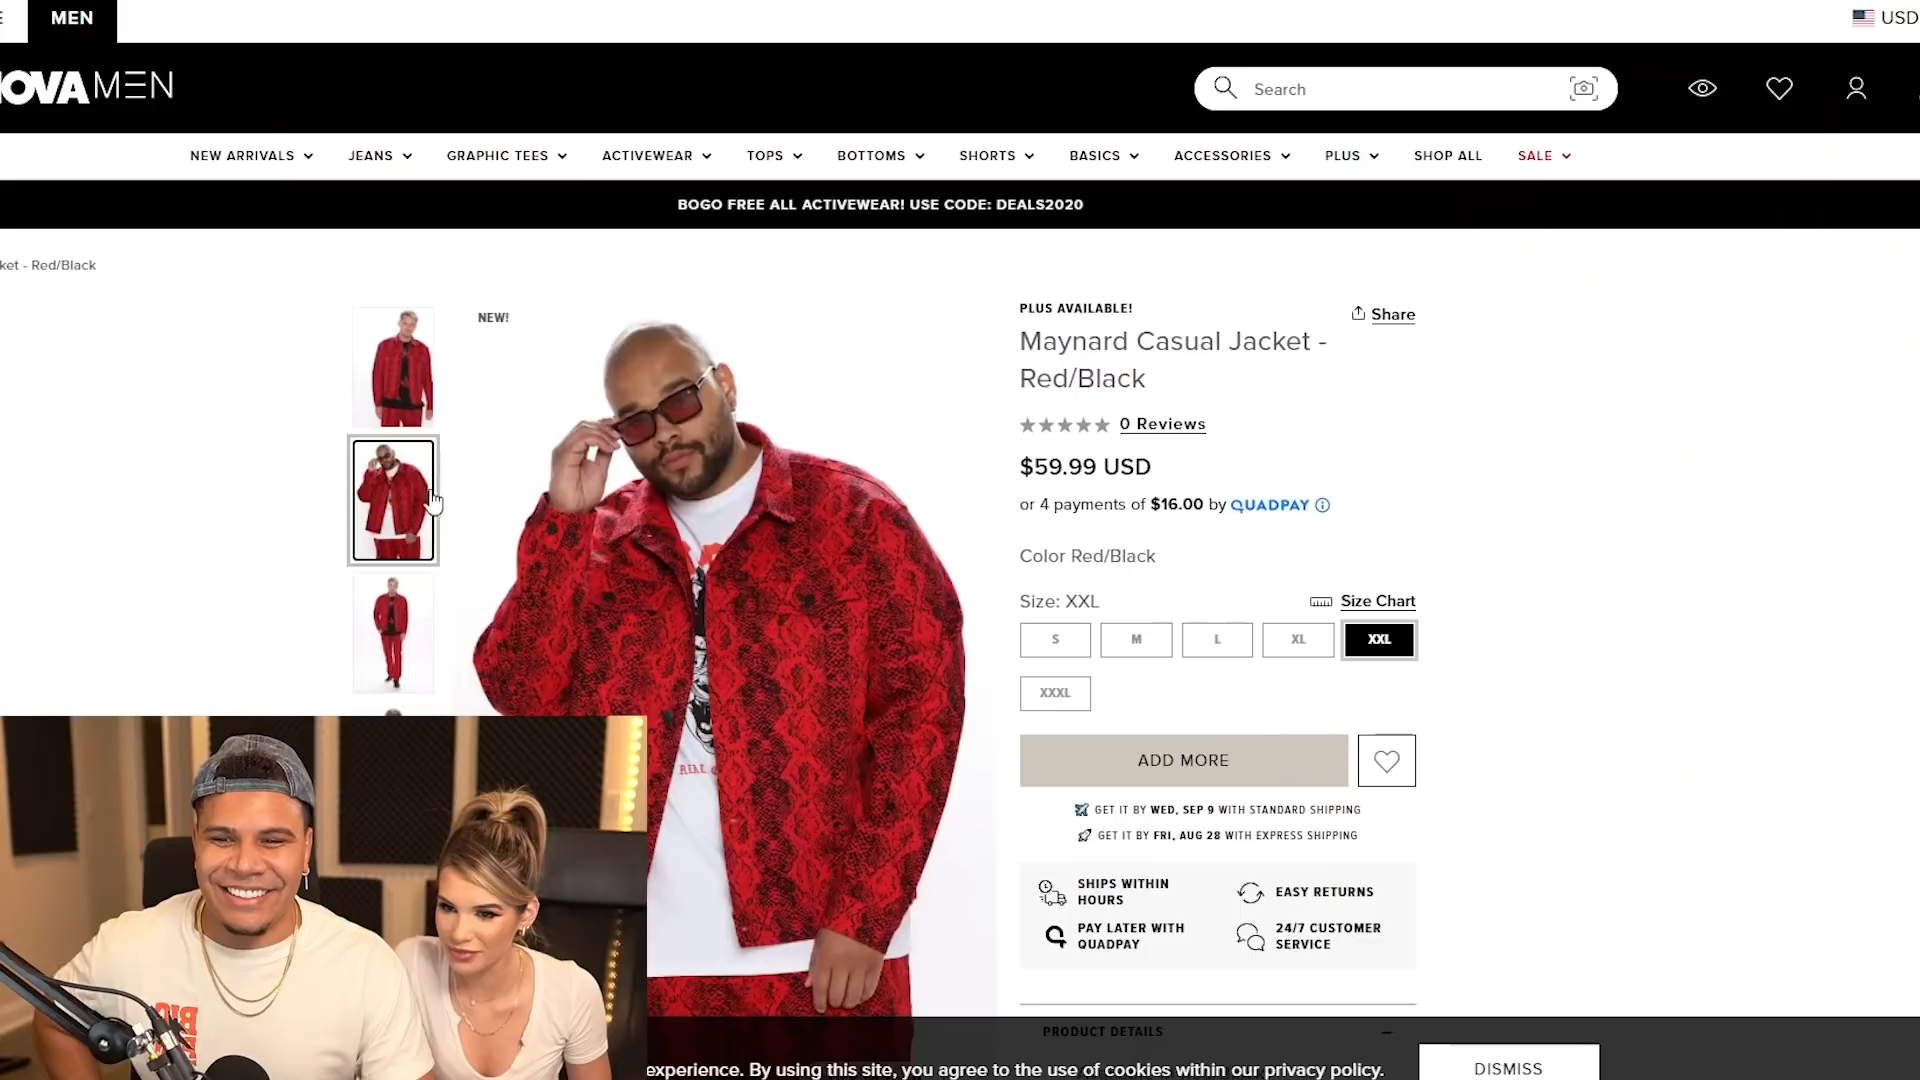 MEN
USD
NOVAMEN
Search
NEW ARRIVALS
JEANS
GRAPHIC TEES
ACTIVEWEAR
TOPS
BOTTOMS
SHORTS
BASICS
ACCESSORIES
PLUS
SHOP ALL
SALE
BOGO FREE ALL ACTIVEWEAR! USE CODE: DEALS2020
ket - Red/Black
NEW!
PLUS AVAILABLE!
Share
Maynard Casual Jacket -
Red/Black
0 Reviews
$59.99 USD
or 4 payments of $16.00 by QUADPAY
Color Red/Black
Size: XXL
Size Chart
S
M
L
XL
XXL
XXXL
ADD MORE
GET IT BY WED, SEP 9 WITH STANDARD SHIPPING
GET IT BY FRI, AUG 28 WITH EXPRESS SHIPPING
SHIPS WITHIN
HOURS
EASY RETURNS
PAY LATER WITH
QUADPAY
24/7 CUSTOMER
SERVICE
REAL
PRODUCT DETAILS
experience. By using this site, you agree to the use of cookies within our privacy policy.
DISMISS